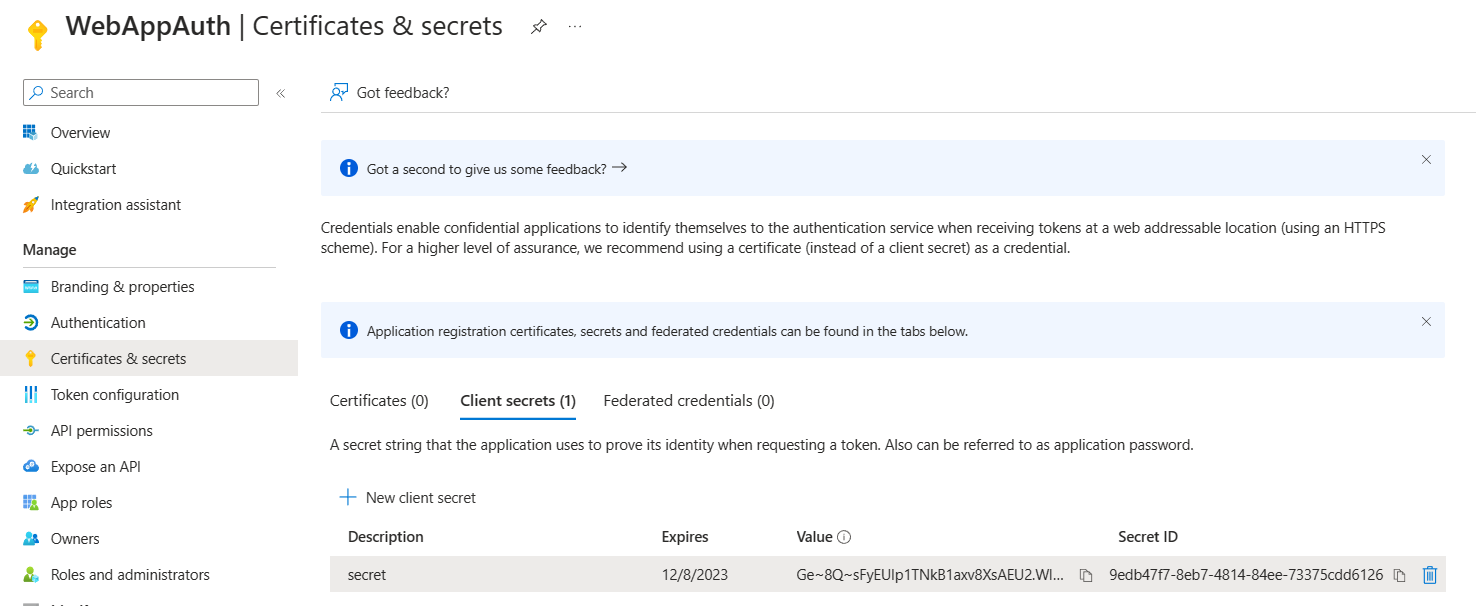 WebAppAuth | Certificates & secrets
Search
Got feedback?
Overview
Quickstart
Integration assistant
Manage
Branding & properties
Authentication
Certificates & secrets
Token configuration
API permissions
Expose an API
App roles
Owners
Roles and administrators
Got a second to give us some feedback?
Credentials enable confidential applications to identify themselves to the authentication service when receiving tokens at a web addressable location (using an HTTPS
scheme). For a higher level of assurance, we recommend using a certificate (instead of a client secret) as a credential.
Application registration certificates, secrets and federated credentials can be found in the tabs below.
Certificates (0) Client secrets (1) Federated credentials (0)
A secret string that the application uses to prove its identity when requesting a token. Also can be referred to as application password.
New client secret
Description Expires Value Secret ID
secret 12/8/2023 Ge~8Q~sFyEUIp1TNkB1axv8XsAEU2.WI... 9edb47f7-8eb7-4814-84ee-73375cdd6126